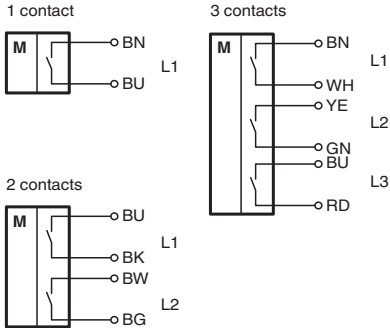 1 contact
M
BN
BU
L1
2 contacts
M
BU
BK
L1
BW
BG
L2
3 contacts
M
BN
WH
L1
YE
GN
L2
BU
RD
L3